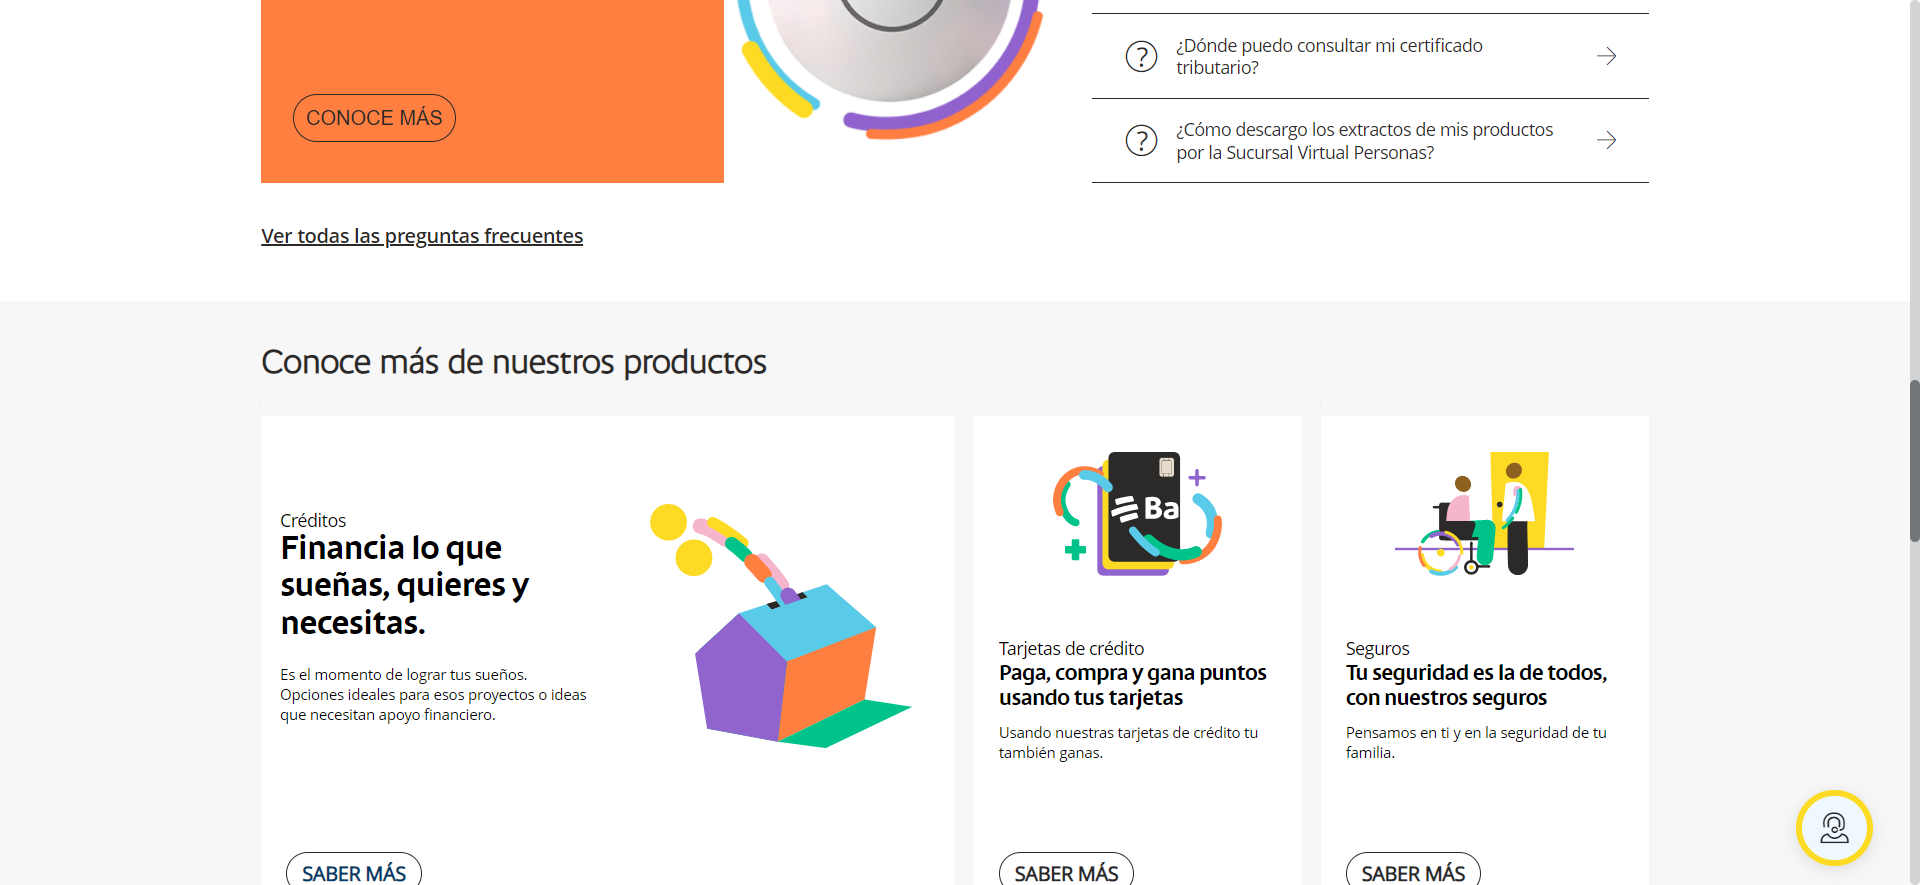 ¿Dónde puedo consultar mi certificado
tributario?
CONOCE MÁS
¿Cómo descargo los extractos de mis productos
por la Sucursal Virtual Personas?
Ver todas las preguntas frecuentes
Conoce más de nuestros productos
Créditos
Financia lo que
sueñas, quieres y
necesitas.
Es el momento de lograr tus sueños.
Opciones ideales para esos proyectos o ideas
que necesitan apoyo financiero.
SABER MÁS
Ba
Tarjetas de crédito
Paga, compra y gana puntos
usando tus tarjetas
Usando nuestras tarjetas de crédito tu
también ganas.
SABER MÁS
Seguros
Tu seguridad es la de todos,
con nuestros seguros
Pensamos en ti y en la seguridad de tu
familia.
SABER MÁS